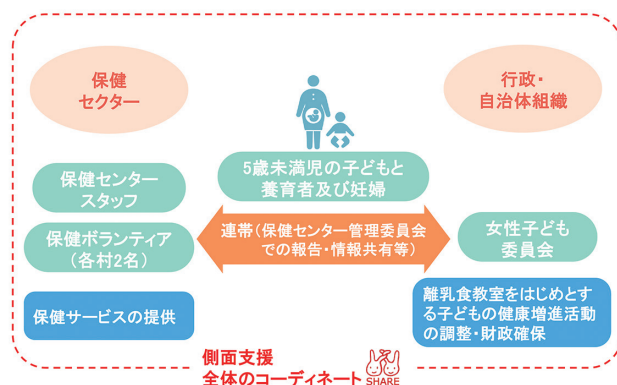 保健
セクター
行政・
自治体組織
5歳未満児の子どもと
養育者及び妊婦
保健センター
スタッフ
保健ボランティア
(各村2名)
連帯(保健センター管理委員会
での報告・情報共有等)
女性子ども
委員会
保健サービスの提供
離乳食教室をはじめとす
る子どもの健康増進活動
の調整・財政確保
側面支援
全体のコーディネート
SHARE